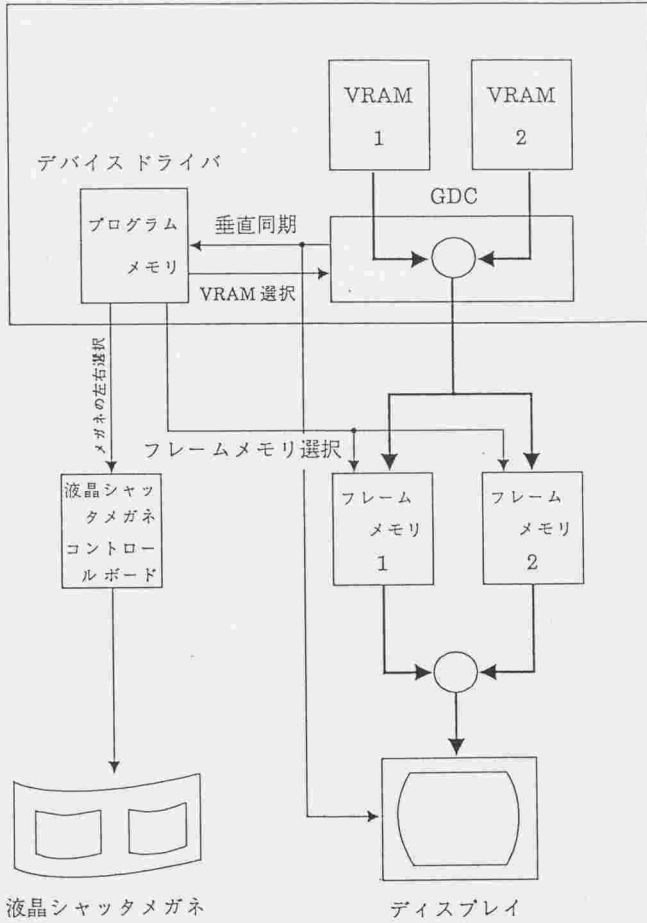 VRAM
1
VRAM
2
デバイスドライバ
GDC
プログラム
メモリ
垂直同期
VRAM 選択
メガネの左右選択
フレームメモリ選択
液晶シャッ
タメガネ
コントロー
ルボード
フレーム
メモリ
1
フレーム
メモリ
2
液晶シャッタメガネ
ディスプレイ